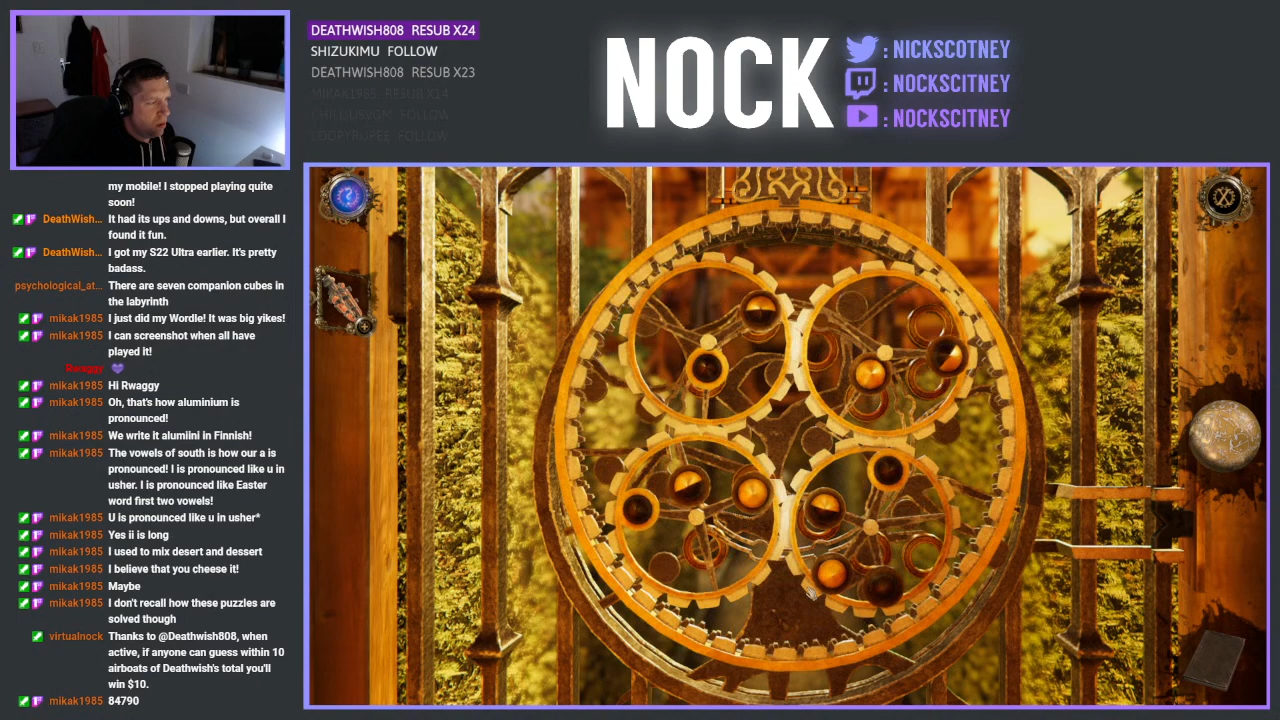 DEATHWISH808 RESUB X24
SHIZUKIMU FOLLOW
DEATHWISH808 RESUB X23
MIKAK1985 RESUB X14
NOCK
: NICKSCOTNEY
: NOCKSCITNEY
: NOCKSCITNEY
my mobile! I stopped playing quite
soon!
DeathWish... It had its ups and downs, but overall I
found it fun.
DeathWish... I got my S22 Ultra earlier. It's pretty
badass.
psychological_at... There are seven companion cubes in
the labyrinth
mikak1985 I just did my Wordle! It was big yikes!
mikak1985 I can screenshot when all have
played it!
Rwaggy
mikak1985 Hi Rwaggy
mikak1985 Oh, that's how aluminium is
pronounced!
mikak1985 We write it alumiini in Finnish!
mikak1985 The vowels of south is how our a is
pronounced! I is pronounced like u in
usher. I is pronounced like Easter
word first two vowels!
mikak1985 U is pronounced like u in usher*
mikak1985 Yes ii is long
mikak1985 I used to mix desert and dessert
mikak1985 I believe that you cheese it!
mikak1985 Maybe
mikak1985 I don't recall how these puzzles are
solved though
virtualnock Thanks to @Deathwish808, when
active, if anyone can guess within 10
airboats of Deathwish's total you'll
win $10.
mikak1985 84790